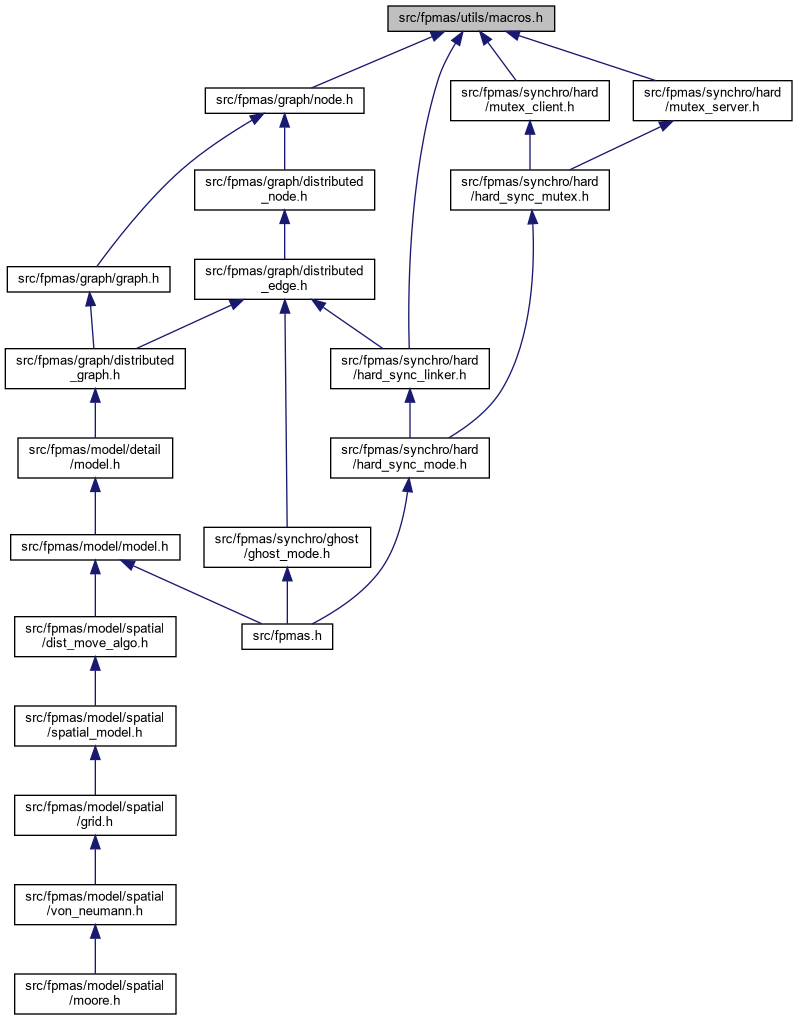 src/fpmas/utils/macros.h
src/fpmas/graph/node.h
src/fpmas/synchro/hard
/mutex_client.h
src/fpmas/synchro/hard
/mutex_server.h
src/fpmas/graph/distributed
_node.h
src/fpmas/synchro/hard
/hard_sync_mutex.h
src/fpmas/graph/graph.h
src/fpmas/graph/distributed
_edge.h
src/fpmas/graph/distributed
_graph.h
src/fpmas/synchro/hard
/hard_sync_linker.h
src/fpmas/model/detail
/model.h
src/fpmas/synchro/hard
/hard_sync_mode.h
src/fpmas/model/model.h
src/fpmas/synchro/ghost
/ghost_mode.h
src/fpmas/model/spatial
/dist_move_algo.h
src/fpmas.h
src/fpmas/model/spatial
/spatial_model.h
src/fpmas/model/spatial
/grid.h
src/fpmas/model/spatial
/von_neumann.h
src/fpmas/model/spatial
/moore.h